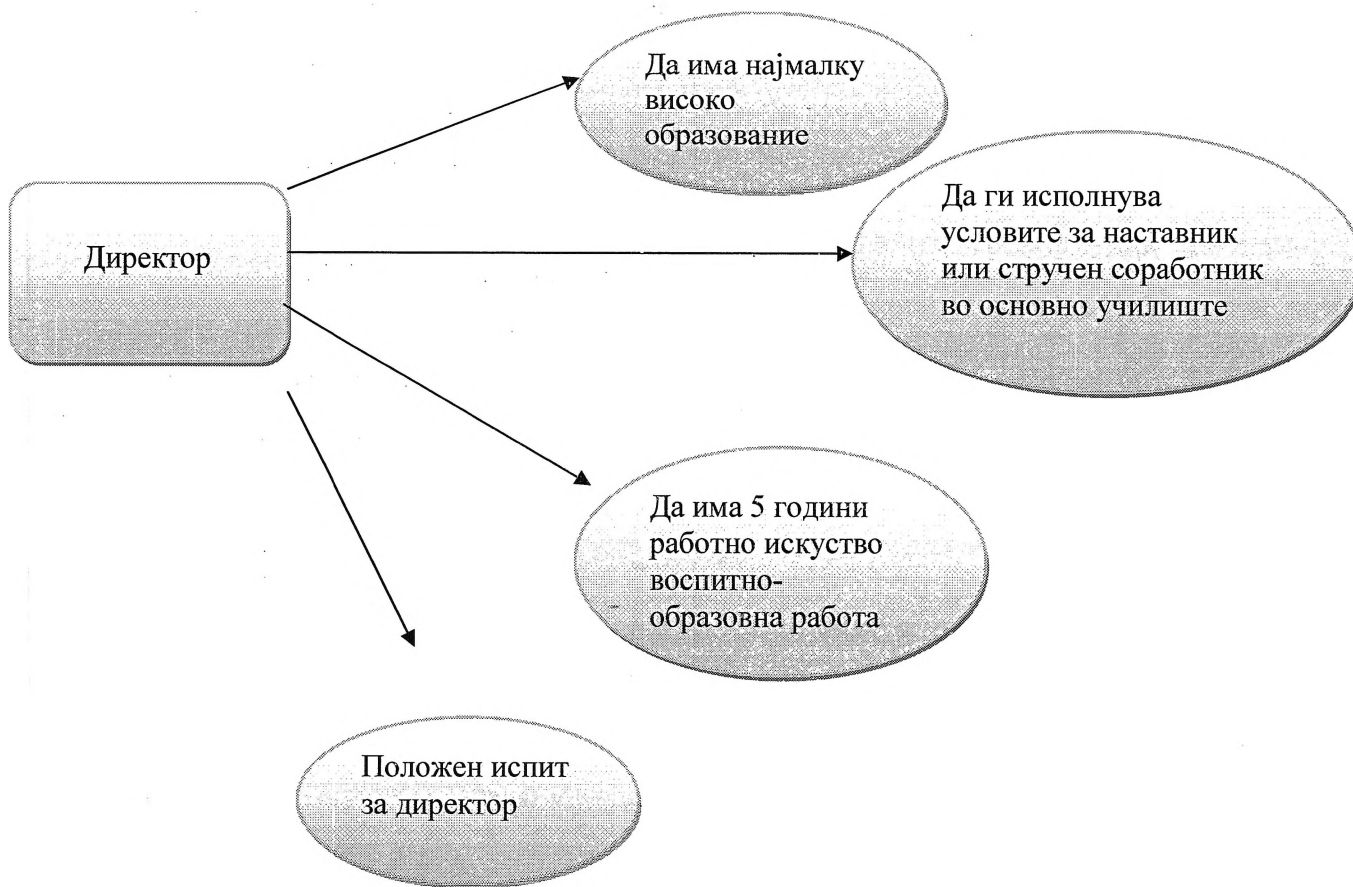 Да има најмалку
високо
образование
Директор
Да ги исполнува
условите за наставник
или стручен соработник
во основно училиште
Да има 5 години
работно искуство
воспитно-
образовна работа
Положен испит
за директор